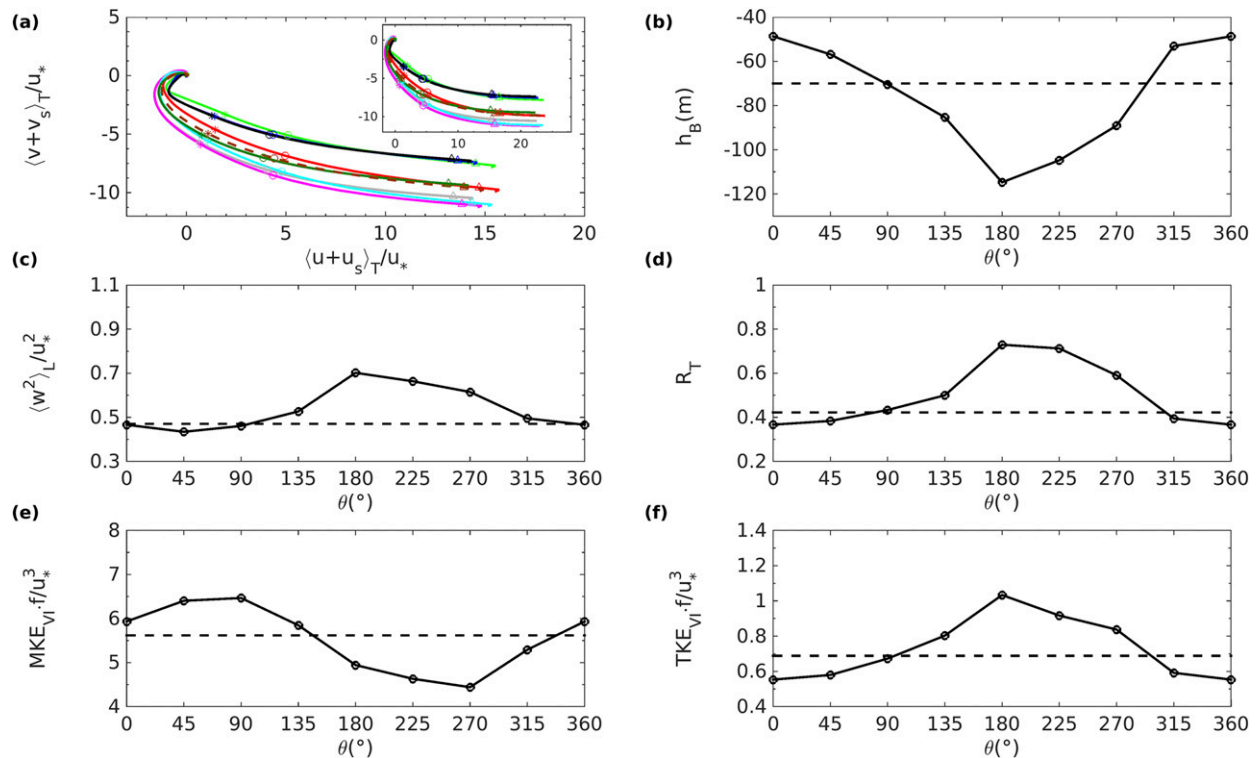 (a)
5
0
-5
-10
⟨v+v_s⟩_T/u_*
0 5 10 15 20
⟨u+u_s⟩_T/u_*
0
-5
-10
0 10 20
(b)
-40
-60
-80
-100
-120
h_B(m)
0 45 90 135 180 225 270 315 360
θ(°)
(c)
1.1
0.9
0.7
0.5
0.3
⟨w^2⟩_L/u_*^2
0 45 90 135 180 225 270 315 360
θ(°)
(d)
1
0.8
0.6
0.4
0.2
R_T
0 45 90 135 180 225 270 315 360
θ(°)
(e)
8
7
6
5
4
MKE_VI·f/u_*^3
0 45 90 135 180 225 270 315 360
θ(°)
(f)
1.4
1.2
1
0.8
0.6
0.4
TKE_VI·f/u_*^3
0 45 90 135 180 225 270 315 360
θ(°)